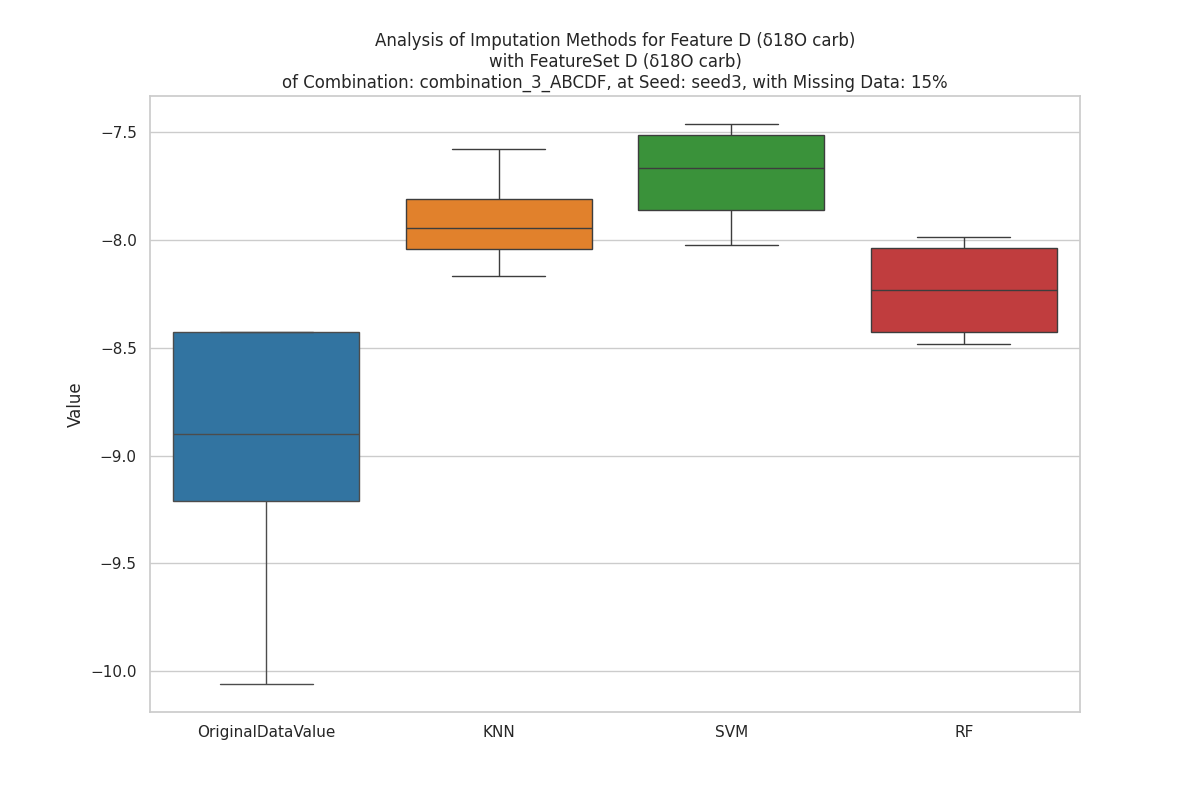 Analysis of Imputation Methods for Feature D (δ18O carb)
with FeatureSet D (δ18O carb)
of Combination: combination_3_ABCDF, at Seed: seed3, with Missing Data: 15%
−7.5
−8.0
−8.5
−9.0
−9.5
−10.0
Value
OriginalDataValue
KNN
SVM
RF